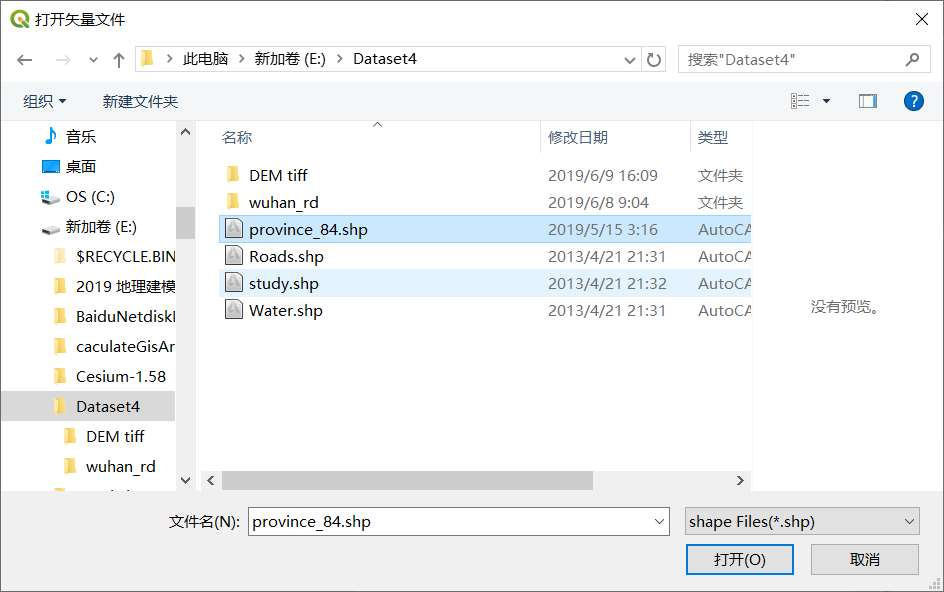 打开矢量文件
此电脑 新加卷 (E:) Dataset4
搜索"Dataset4"
组织 新建文件夹
音乐
桌面
OS (C:)
新加卷 (E:)
$RECYCLE.BIN
2019 地理建模
BaiduNetdisk
caculateGisAr
Cesium-1.58
Dataset4
DEM tiff
wuhan_rd
名称 修改日期 类型
DEM tiff 2019/6/9 16:09 文件夹
wuhan_rd 2019/6/8 9:04 文件夹
province_84.shp 2019/5/15 3:16 AutoCA
Roads.shp 2013/4/21 21:31 AutoCA
study.shp 2013/4/21 21:32 AutoCA
Water.shp 2013/4/21 21:31 AutoCA
没有预览。
文件名(N): province_84.shp shape Files(*.shp)
打开(O) 取消